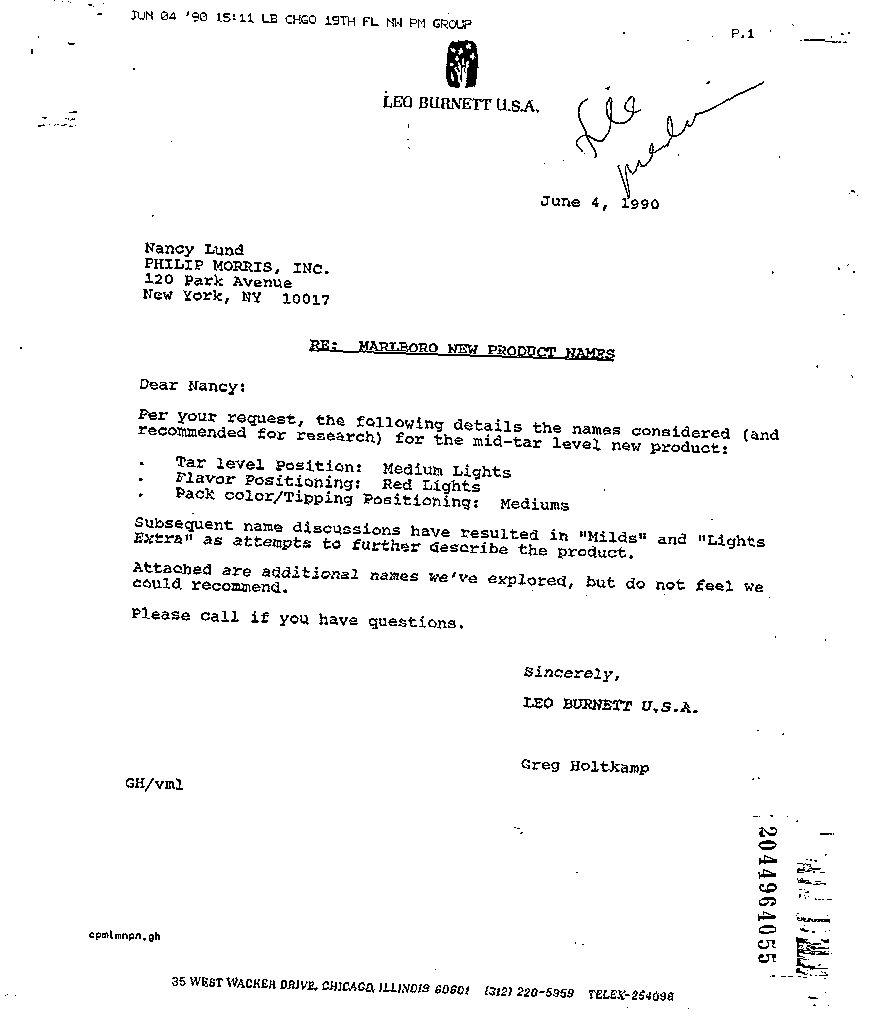 JUN 04 '90 15:11 LB CHGO 19TH FL NW PM GROUP
P.1
LEO BURNETT U.S.A.
File
June 4, 1990
Nancy Lund
PHILIP MORRIS, INC.
120 Park Avenue
New York, NY 10017
RE: MARLBORO NEW PRODUCT NAMES
Dear Nancy:
Per your request, the following details the names considered (and
recommended for research) for the mid-tar level new product:
. Tar level Position: Medium Lights
. Flavor Positioning: Red Lights
. Pack color/Tipping Positioning: Mediums
Subsequent name discussions have resulted in "Milds" and "Lights
Extra" as attempts to further describe the product.
Attached are additional names we've explored, but do not feel we
could recommend.
Please call if you have questions.
Sincerely,
LEO BURNETT U.S.A.
Greg Holtkamp
GH/vml
2044964055
cpmlmnpn.gh
35 WEST WACKER DRIVE, CHICAGO, ILLINOIS 60601 (312) 220-5959 TELEX-254098